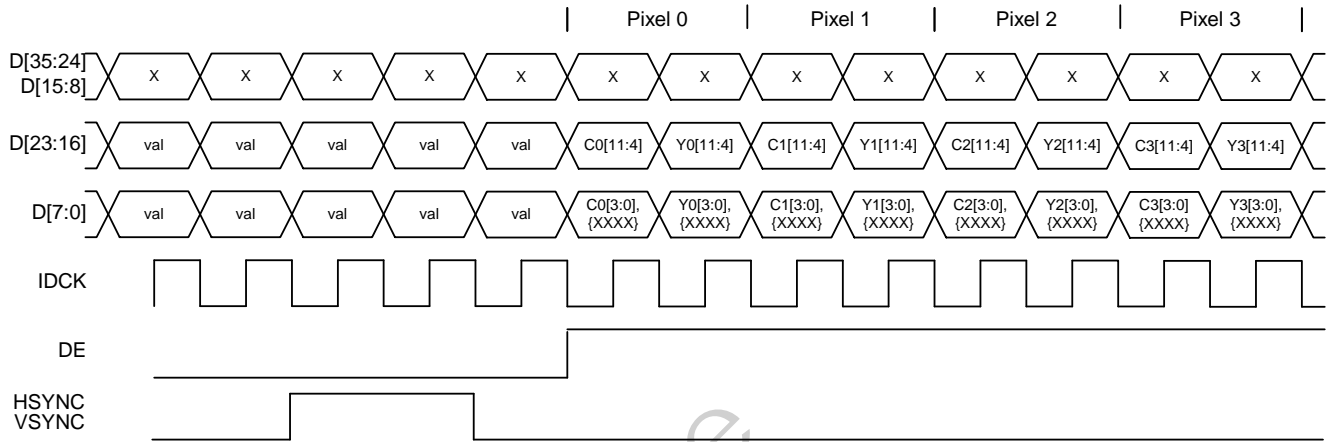 Pixel 0 Pixel 1 Pixel 2 Pixel 3
D[35:24]
D[15:8]
X X X X X X X X X X X X X
D[23:16] val val val val val C0[11:4] Y0[11:4] C1[11:4] Y1[11:4] C2[11:4] Y2[11:4] C3[11:4] Y3[11:4]
D[7:0] val val val val val
C0[3:0], Y0[3:0], C1[3:0], Y1[3:0], C2[3:0], Y2[3:0], C3[3:0] Y3[3:0],
{XXXX} {XXXX} {XXXX} {XXXX} {XXXX} {XXXX} {XXXX} {XXXX}
IDCK
DE
HSYNC
VSYNC